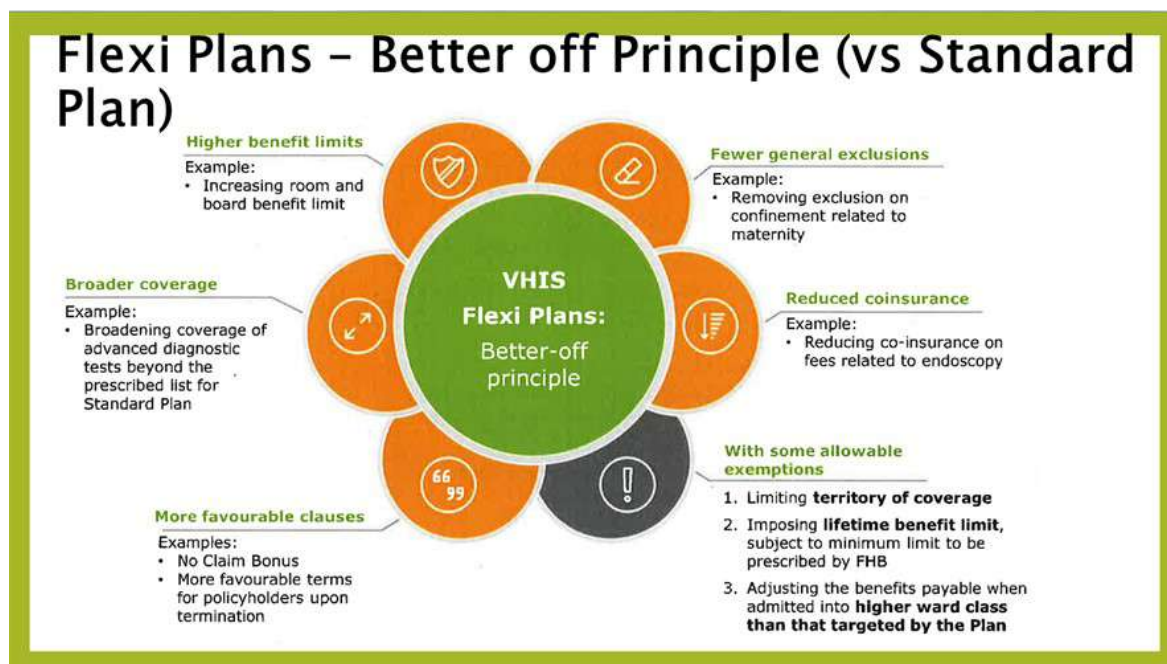 Flexi Plans – Better off Principle (vs Standard
Plan)
Higher benefit limits
Example:
• Increasing room and
board benefit limit
Fewer general exclusions
Example:
• Removing exclusion on
confinement related to
maternity
Broader coverage
Example:
• Broadening coverage of
advanced diagnostic
tests beyond the
prescribed list for
Standard Plan
VHIS
Flexi Plans:
Better-off
principle
Reduced coinsurance
Example:
• Reducing co-insurance on
fees related to endoscopy
66
99
More favourable clauses
Examples:
• No Claim Bonus
• More favourable terms
for policyholders upon
termination
With some allowable
exemptions
1. Limiting territory of coverage
2. Imposing lifetime benefit limit,
subject to minimum limit to be
prescribed by FHB
3. Adjusting the benefits payable when
admitted into higher ward class
than that targeted by the Plan